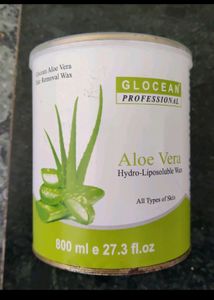 Glocean Aloe Vera
Hair Removal Wax
GLOCEAN
PROFESSIONAL
Aloe Vera
Hydro-Liposoluble Wax
All Types of Skin
800 ml e 27.3 fl.oz